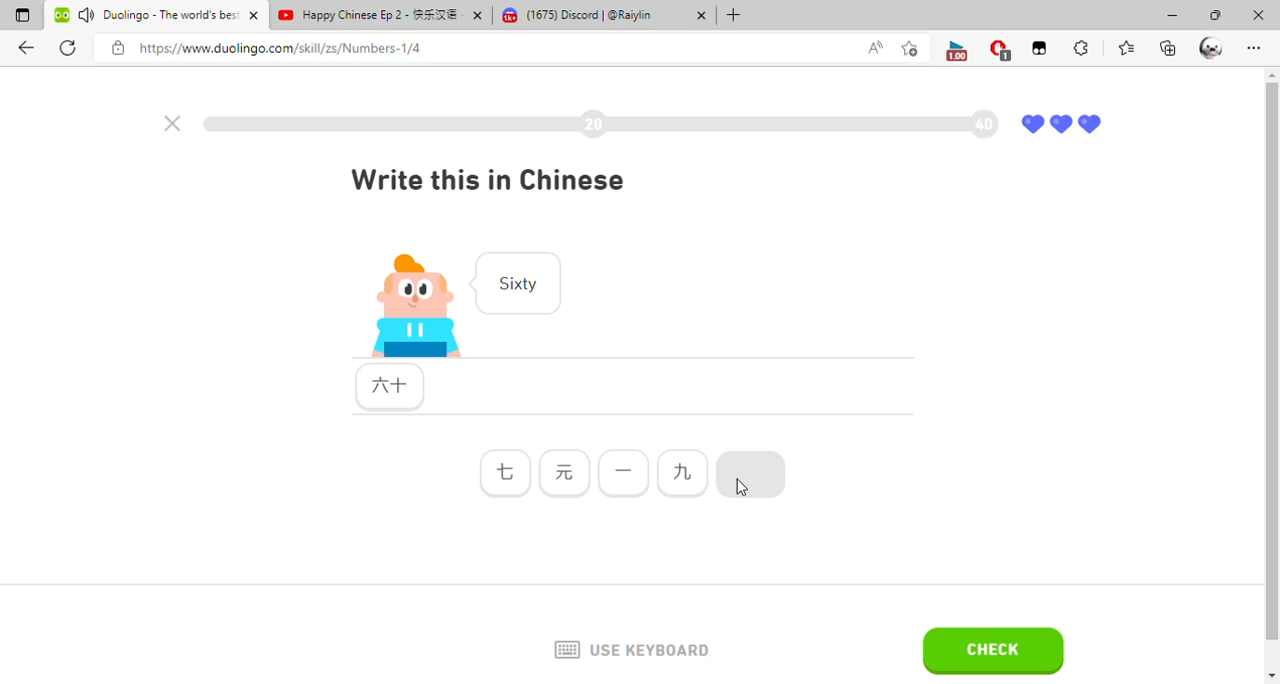 Duolingo - The world's best
Happy Chinese Ep 2 - 快乐汉语
(1675) Discord | @Raiylin
https://www.duolingo.com/skill/zs/Numbers-1/4
1.00
1
20
40
Write this in Chinese
Sixty
六十
七 元 一 九
USE KEYBOARD
CHECK